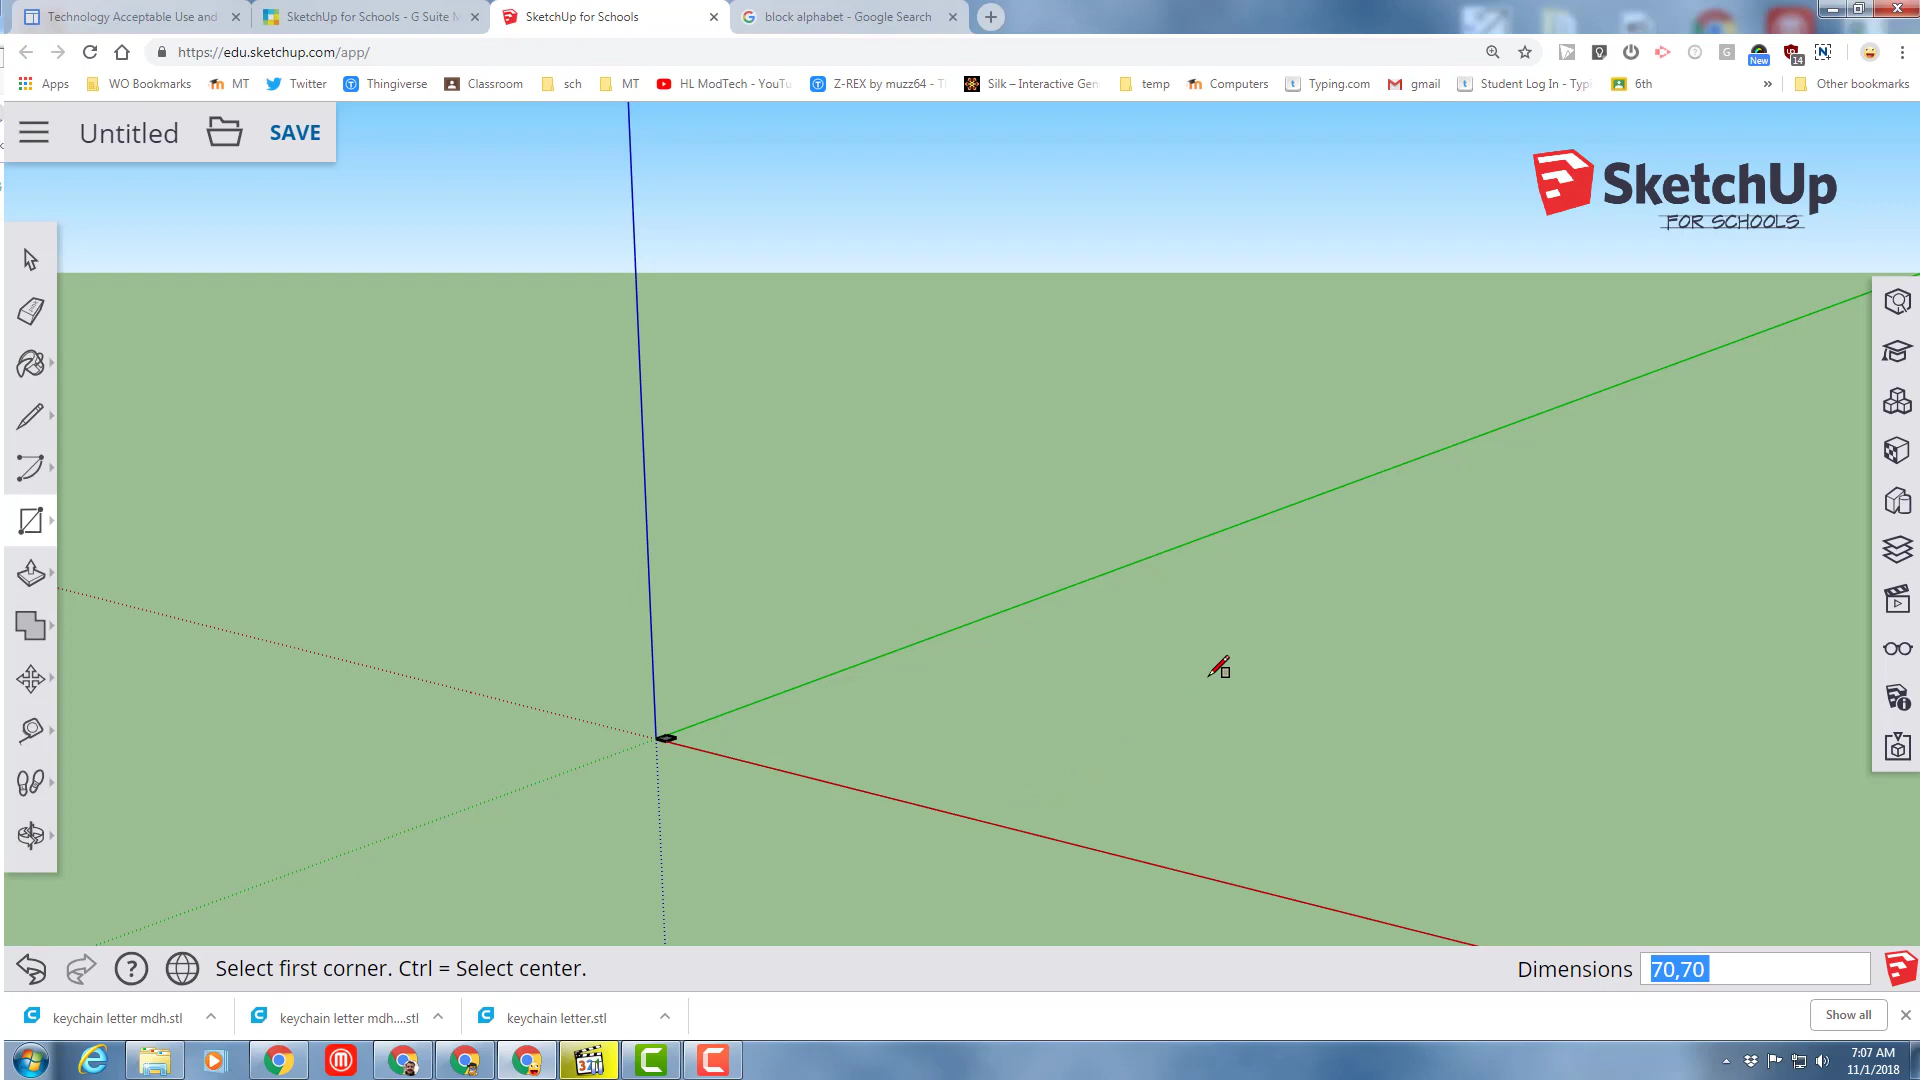 Technology Acceptable Use and
SketchUp for Schools - G Suite M
SketchUp for Schools
block alphabet - Google Search
https://edu.sketchup.com/app/
New
14
Apps
WO Bookmarks
MT
Twitter
Thingiverse
Classroom
sch
MT
HL ModTech - YouTu
Z-REX by muzz64 - T
Silk – Interactive Gen
temp
Computers
Typing.com
gmail
Student Log In - Typi
6th
»
Other bookmarks
Untitled
SAVE
SketchUp
FOR SCHOOLS
Select first corner. Ctrl = Select center.
Dimensions
70,70
keychain letter mdh.stl
keychain letter mdh....stl
keychain letter.stl
Show all
7:07 AM
11/1/2018